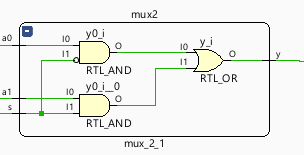 mux2
a0
I0
y0_i
O
I1
RTL_AND
I0
y_i
O
y
I1
RTL_OR
y0_i__0
a1
I0
O
s
I1
RTL_AND
mux_2_1